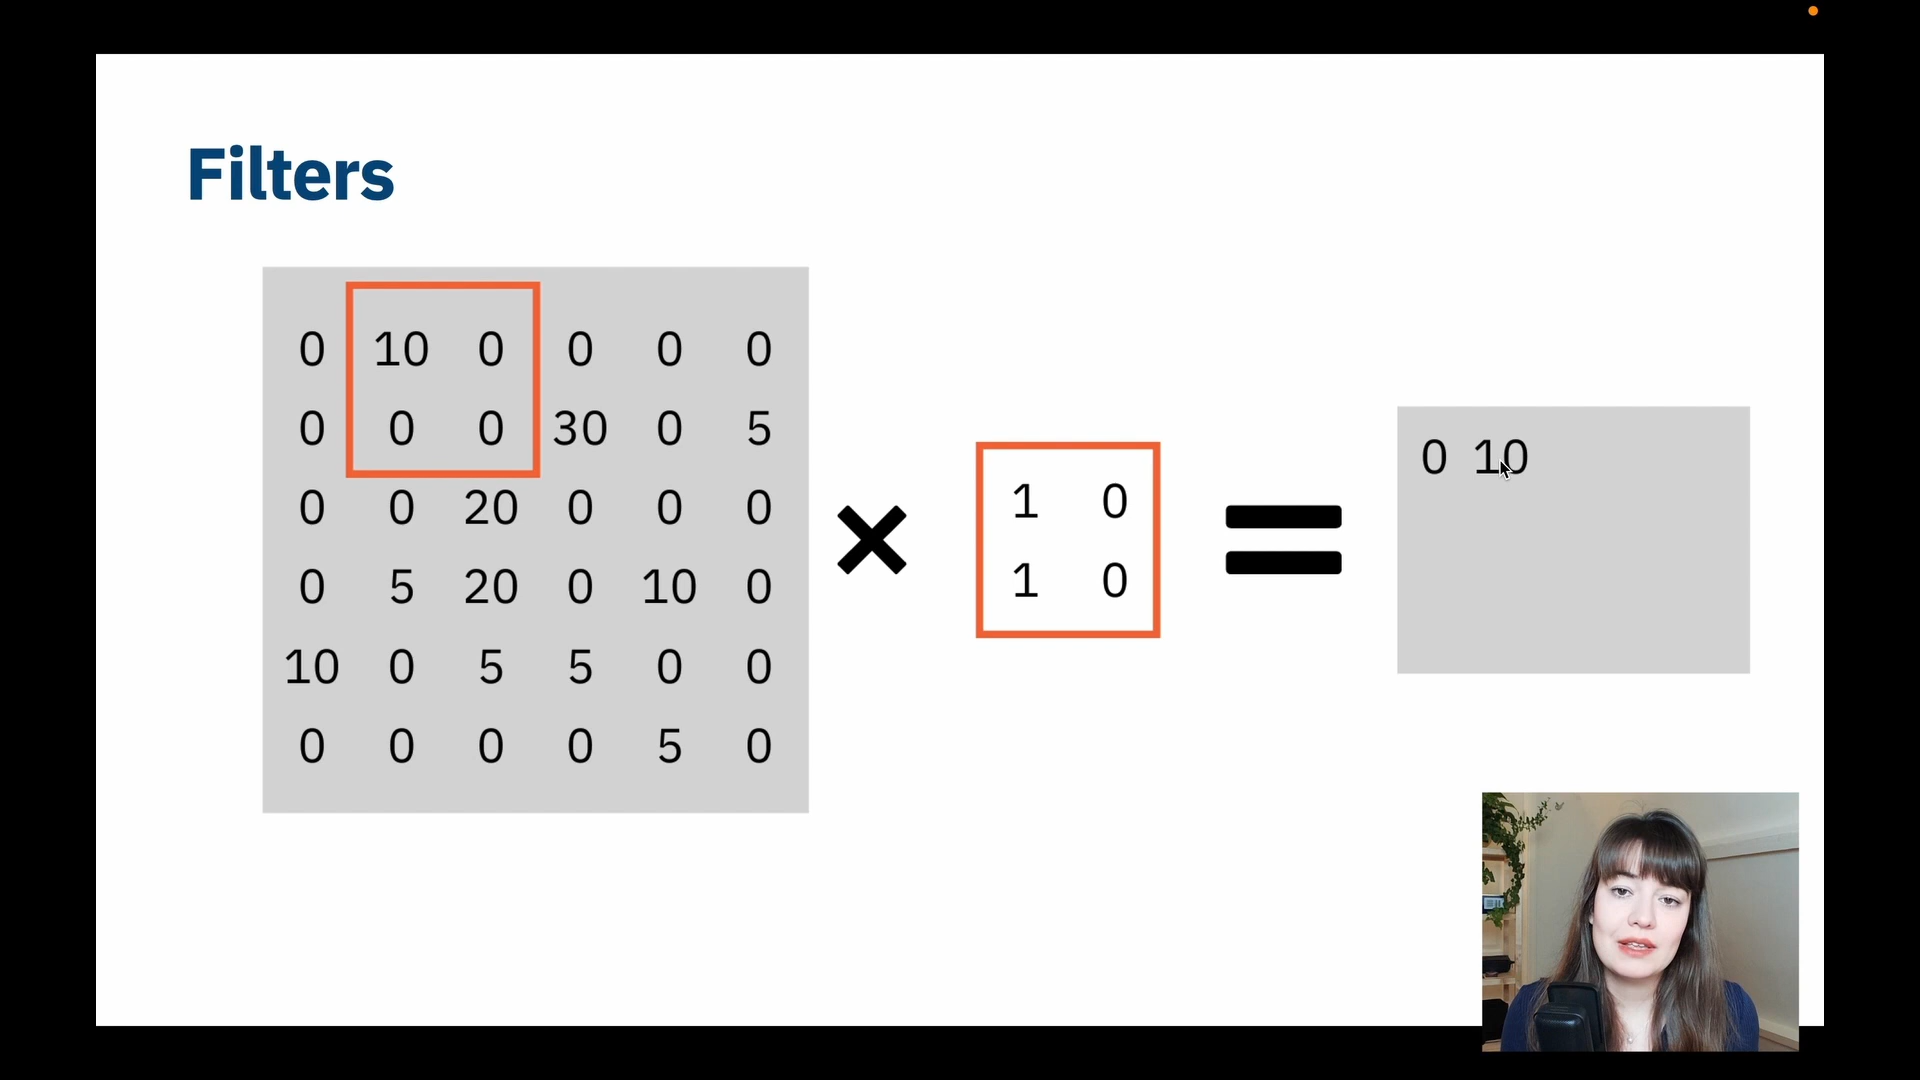 Filters
0 10 0 0 0 0
0 0 0 30 0 5
0 0 20 0 0 0
0 5 20 0 10 0
10 0 5 5 0 0
0 0 0 0 5 0
×
1 0
1 0
=
0 10